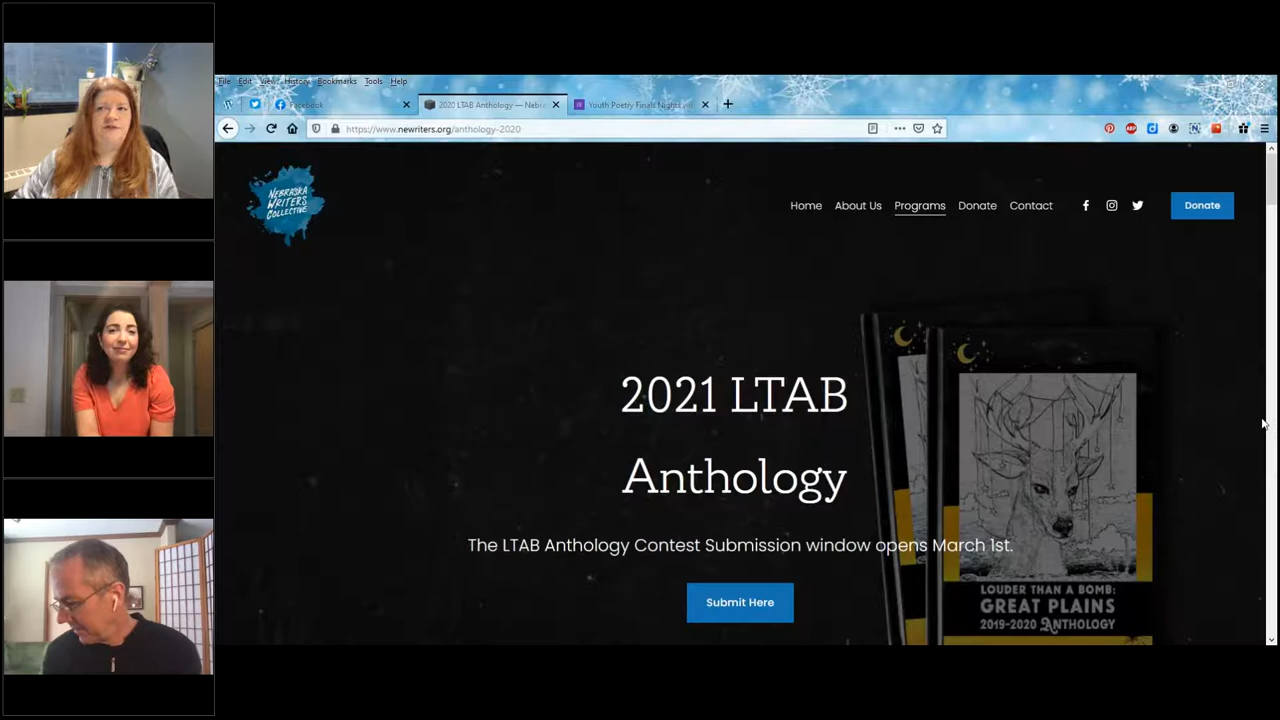 File Edit View History Bookmarks Tools Help
Facebook
2020 LTAB Anthology — Nebr
Youth Poetry Finals Nights
https://www.newriters.org/anthology-2020
NEBRASKA
WRITERS
COLLECTIVE
Home About Us Programs Donate Contact Donate
2021 LTAB
Anthology
The LTAB Anthology Contest Submission window opens March 1st.
Submit Here
LOUDER THAN A BOMB:
GREAT PLAINS
2019-2020 ANTHOLOGY